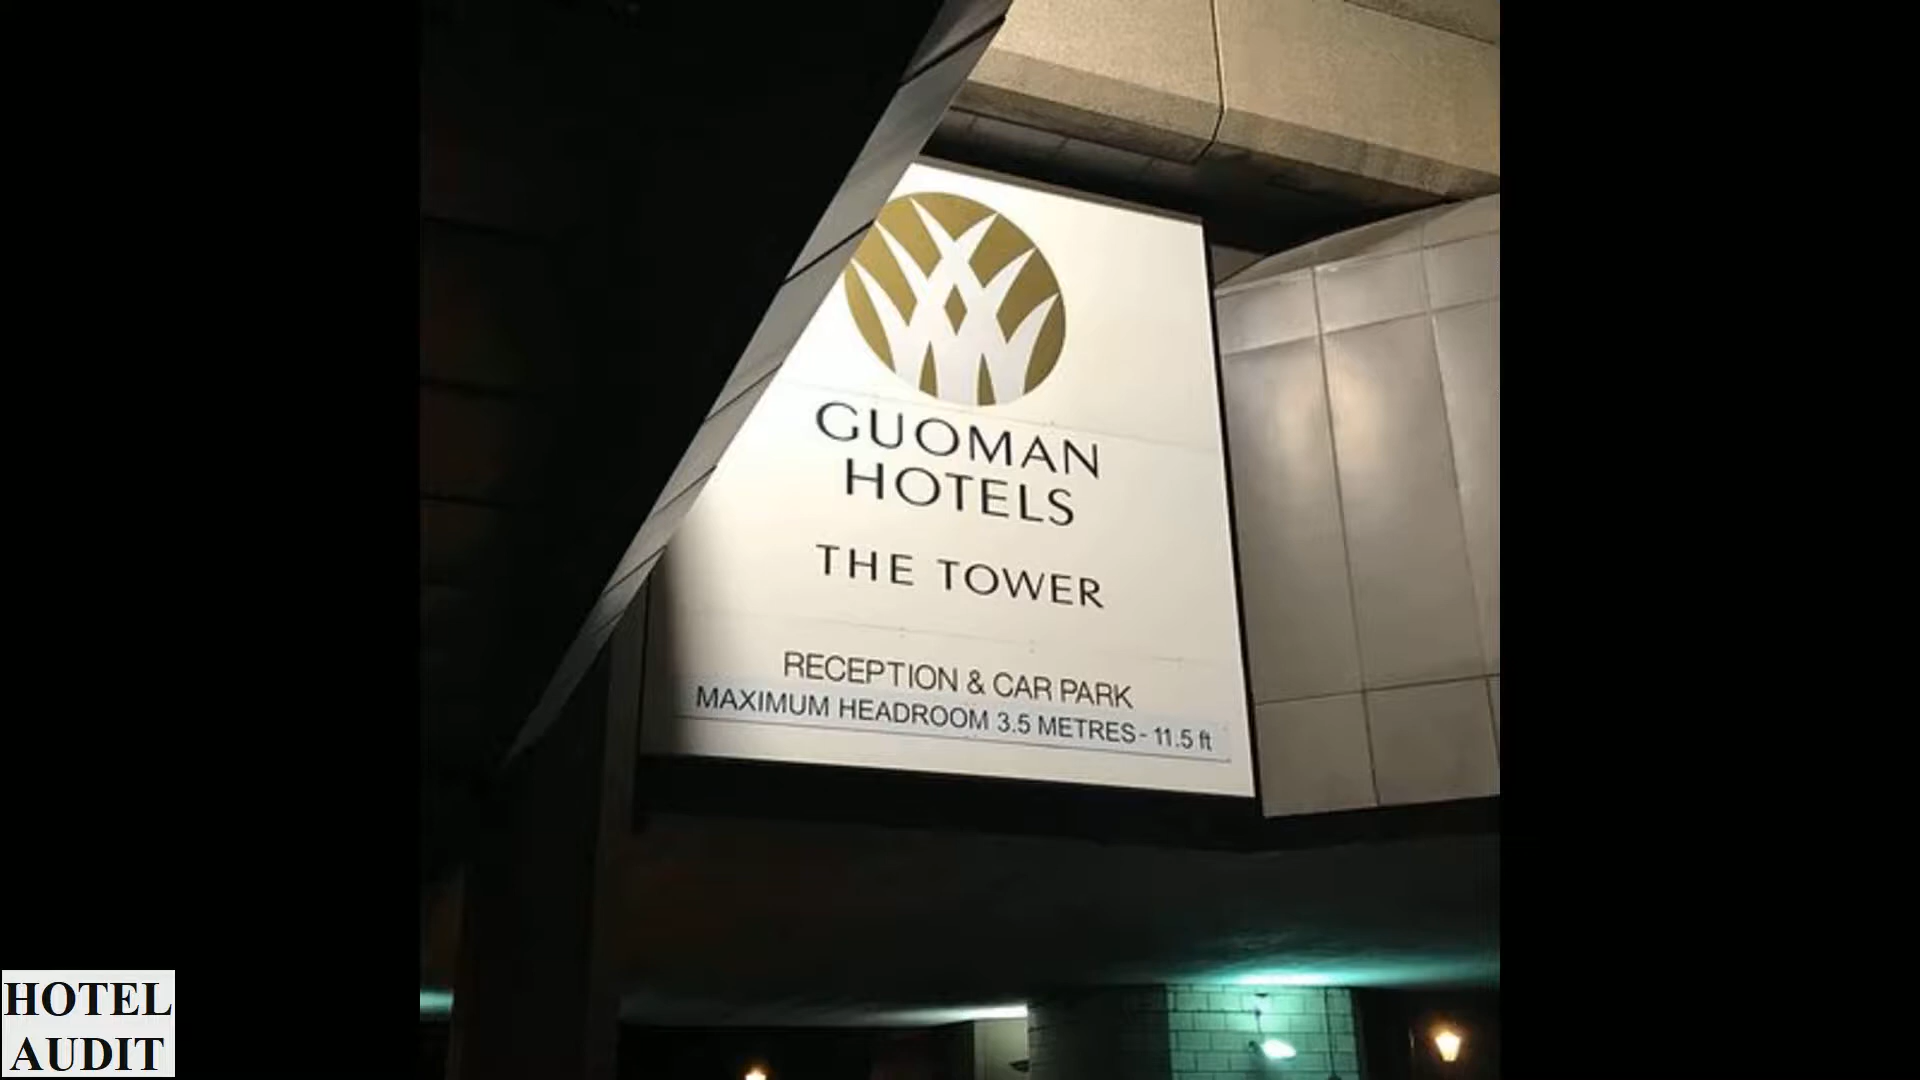 GUOMAN
HOTELS
THE TOWER
RECEPTION & CAR PARK
MAXIMUM HEADROOM 3.5 METRES - 11.5 ft
HOTEL
AUDIT